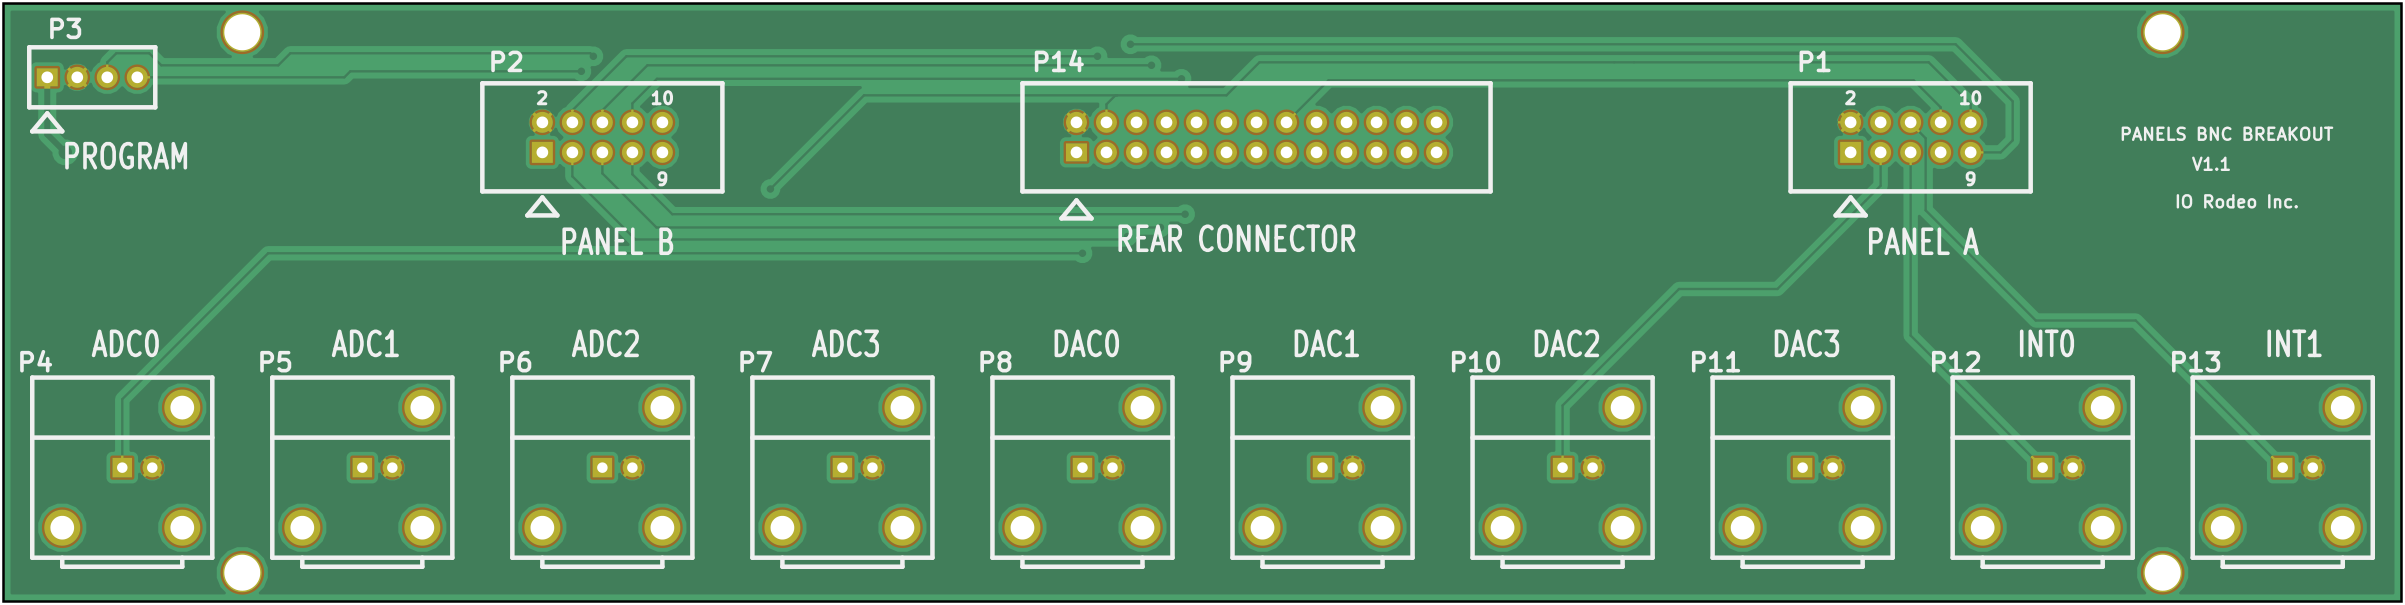 P3
P2
P14
P1
2
10
2
10
PANELS BNC BREAKOUT
V1.1
PROGRAM
9
9
IO Rodeo Inc.
PANEL B
REAR CONNECTOR
PANEL A
ADC0
ADC1
ADC2
ADC3
DAC0
DAC1
DAC2
DAC3
INT0
INT1
P4
P5
P6
P7
P8
P9
P10
P11
P12
P13